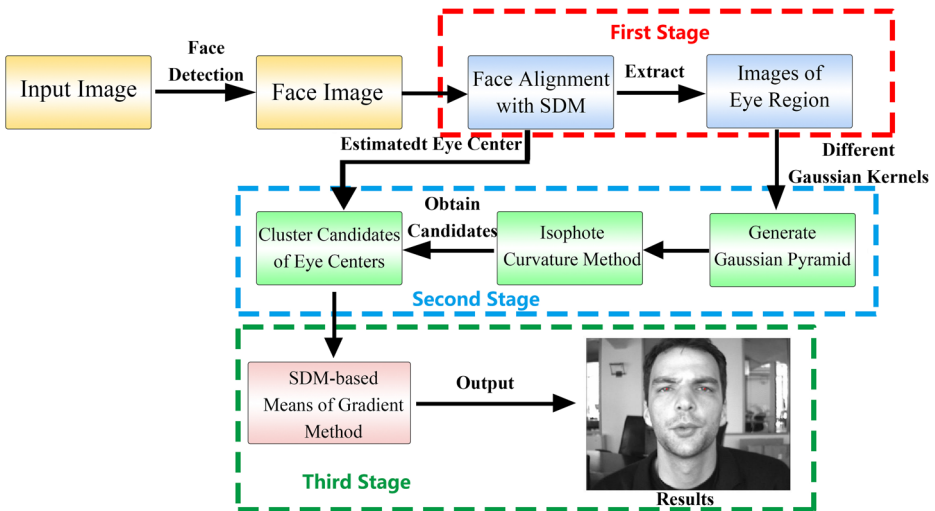 First Stage
Face
Detection
Input Image
Face Image
Face Alignment
with SDM
Extract
Images of
Eye Region
Estimatedt Eye Center
Different
Gaussian Kernels
Obtain
Candidates
Cluster Candidates
of Eye Centers
Isophote
Curvature Method
Generate
Gaussian Pyramid
Second Stage
SDM-based
Means of Gradient
Method
Output
Third Stage
Results